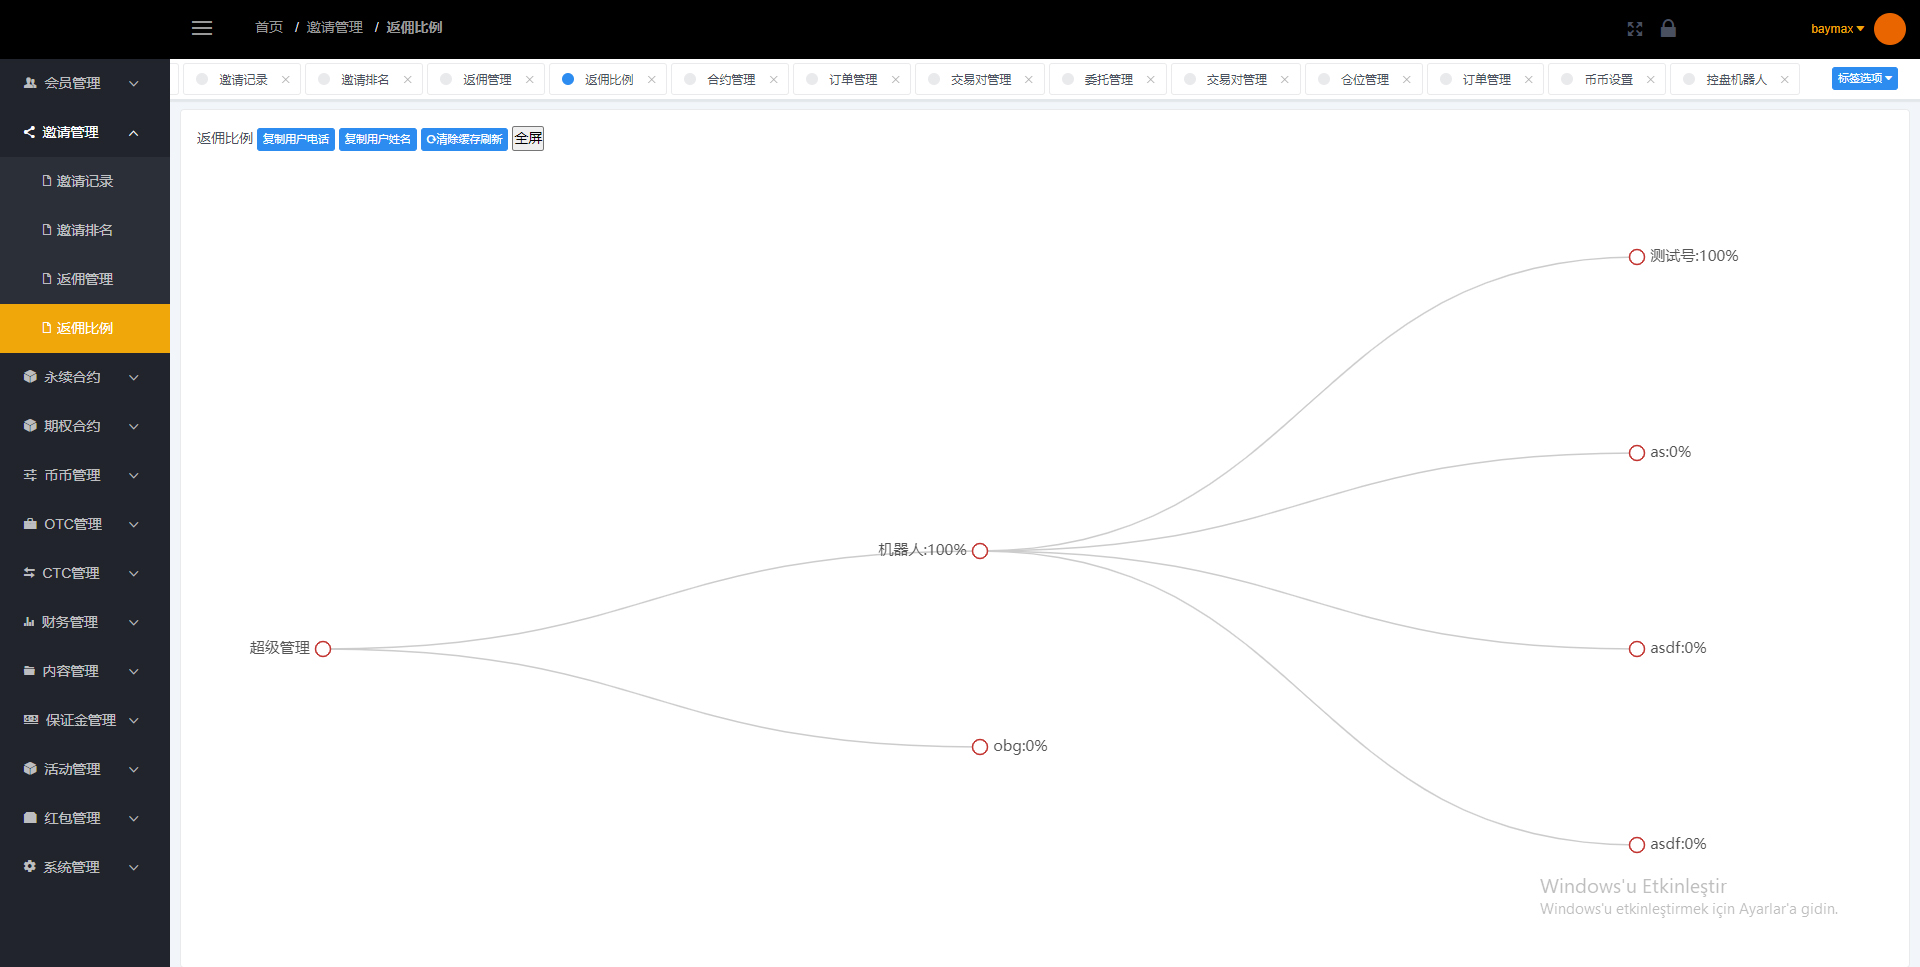 首页 / 邀请管理 / 返佣比例
baymax
邀请记录
邀请排名
返佣管理
返佣比例
合约管理
订单管理
交易对管理
委托管理
交易对管理
仓位管理
订单管理
币币设置
控盘机器人
标签选项
会员管理
邀请管理
邀请记录
邀请排名
返佣管理
返佣比例
永续合约
期权合约
币币管理
OTC管理
CTC管理
财务管理
内容管理
保证金管理
活动管理
红包管理
系统管理
返佣比例 复制用户电话 复制用户姓名 清除缓存刷新 全屏
测试号:100%
as:0%
机器人:100%
超级管理
asdf:0%
obg:0%
asdf:0%
Windows'u Etkinleştir
Windows'u etkinleştirmek için Ayarlar'a gidin.